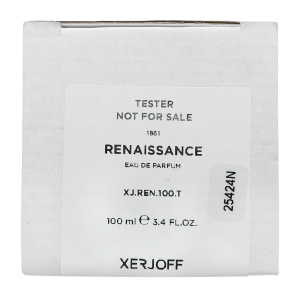 TESTER
NOT FOR SALE
1861
RENAISSANCE
EAU DE PARFUM
XJ.REN.100.T
100 ml ℮ 3.4 FL.OZ.
25424N
XERJOFF